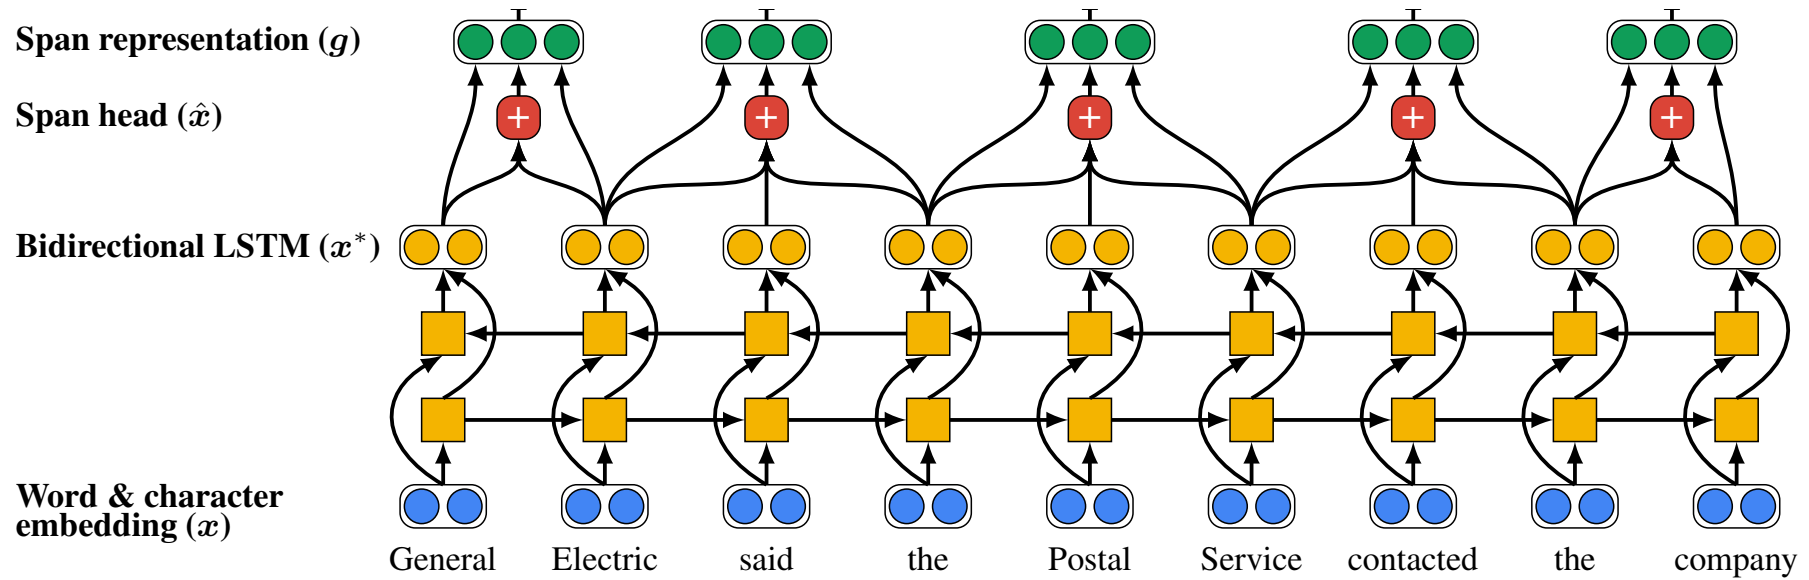 Span representation (g)
Span head (x̂)
+ + + + +
Bidirectional LSTM (x*)
Word & character
embedding (x)
General Electric said the Postal Service contacted the company